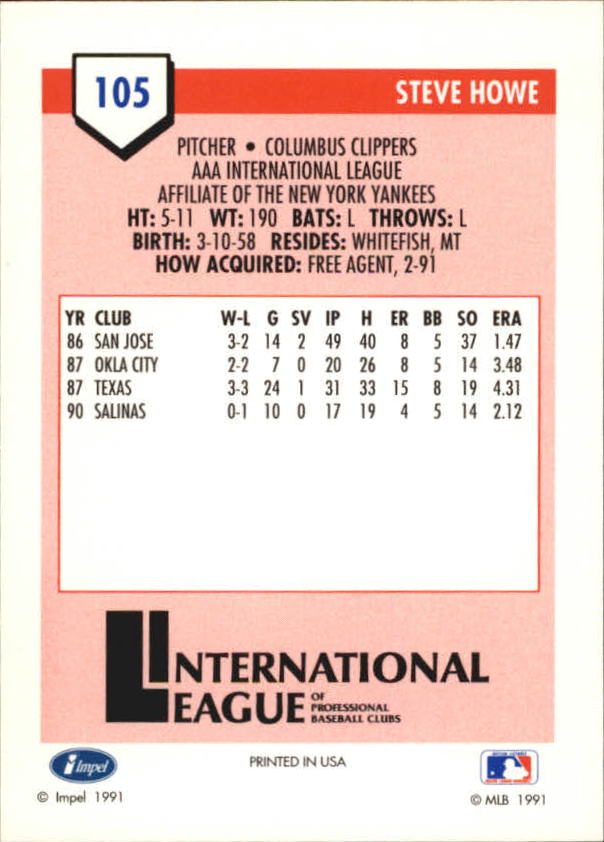 105
STEVE HOWE
PITCHER • COLUMBUS CLIPPERS
AAA INTERNATIONAL LEAGUE
AFFILIATE OF THE NEW YORK YANKEES
HT: 5-11 WT: 190 BATS: L THROWS: L
BIRTH: 3-10-58 RESIDES: WHITEFISH, MT
HOW ACQUIRED: FREE AGENT, 2-91
YR CLUB W-L G SV IP H ER BB SO ERA
86 SAN JOSE 3-2 14 2 49 40 8 5 37 1.47
87 OKLA CITY 2-2 7 0 20 26 8 5 14 3.48
87 TEXAS 3-3 24 1 31 33 15 8 19 4.31
90 SALINAS 0-1 10 0 17 19 4 5 14 2.12
INTERNATIONAL
LEAGUE OF
PROFESSIONAL
BASEBALL CLUBS
Impel
PRINTED IN USA
© Impel 1991
© MLB 1991